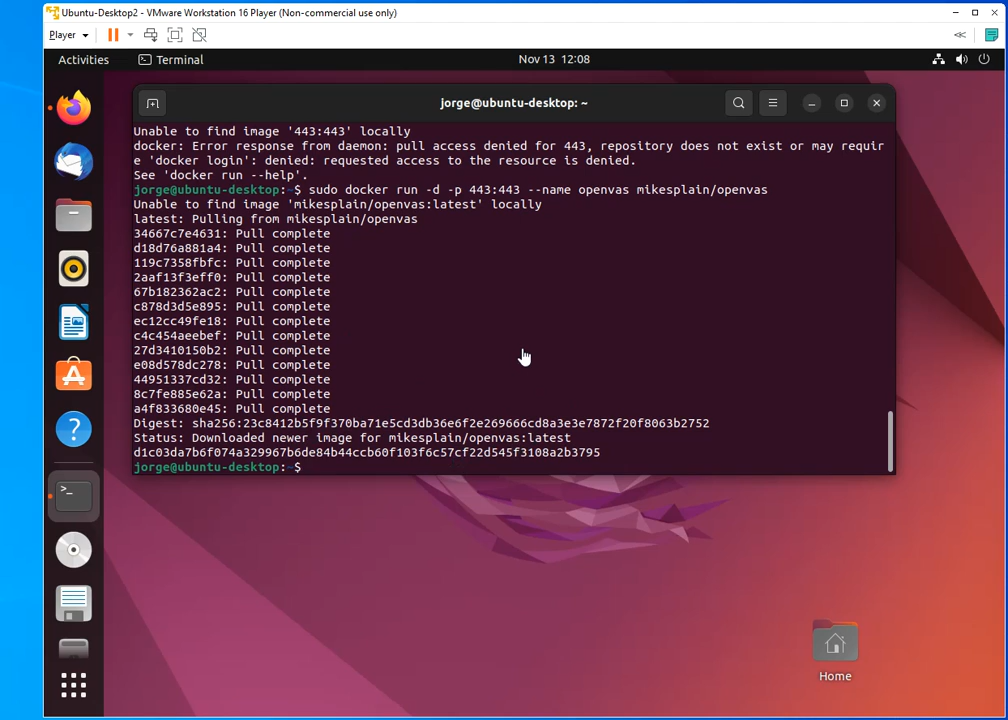 Ubuntu-Desktop2 - VMware Workstation 16 Player (Non-commercial use only)
Player
Activities
Terminal
Nov 13 12:08
jorge@ubuntu-desktop: ~
Unable to find image '443:443' locally
docker: Error response from daemon: pull access denied for 443, repository does not exist or may requir
e 'docker login': denied: requested access to the resource is denied.
See 'docker run --help'.
jorge@ubuntu-desktop:~$ sudo docker run -d -p 443:443 --name openvas mikesplain/openvas
Unable to find image 'mikesplain/openvas:latest' locally
latest: Pulling from mikesplain/openvas
34667c7e4631: Pull complete
d18d76a881a4: Pull complete
119c7358fbfc: Pull complete
2aaf13f3eff0: Pull complete
67b182362ac2: Pull complete
c878d3d5e895: Pull complete
ec12cc49fe18: Pull complete
c4c454aeebef: Pull complete
27d3410150b2: Pull complete
e08d578dc278: Pull complete
44951337cd32: Pull complete
8c7fe885e62a: Pull complete
a4f833680e45: Pull complete
Digest: sha256:23c8412b5f9f370ba71e5cd3db36e6f2e269666cd8a3e3e7872f20f8063b2752
Status: Downloaded newer image for mikesplain/openvas:latest
d1c03da7b6f074a329967b6de84b44ccb60f103f6c57cf22d545f3108a2b3795
jorge@ubuntu-desktop:~$
Home